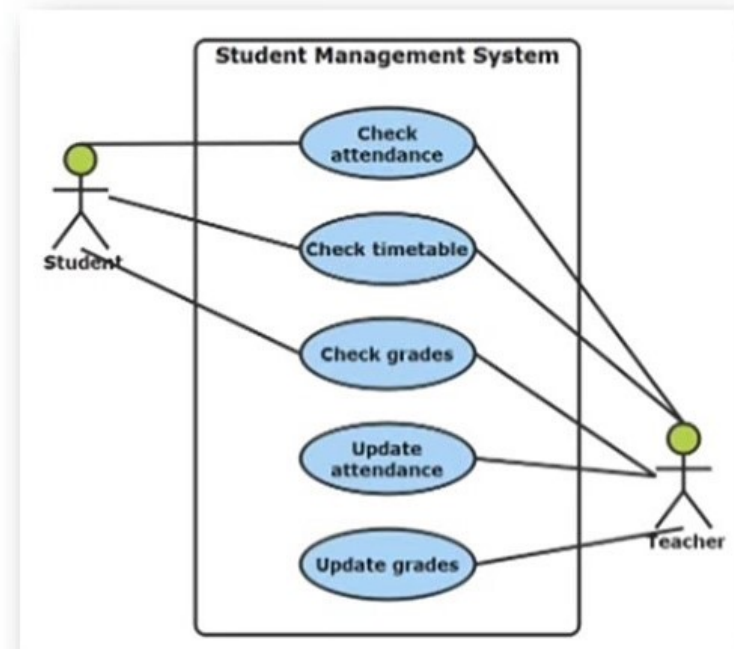 Student Management System
Check
attendance
Student
Check timetable
Check grades
Update
attendance
Teacher
Update grades